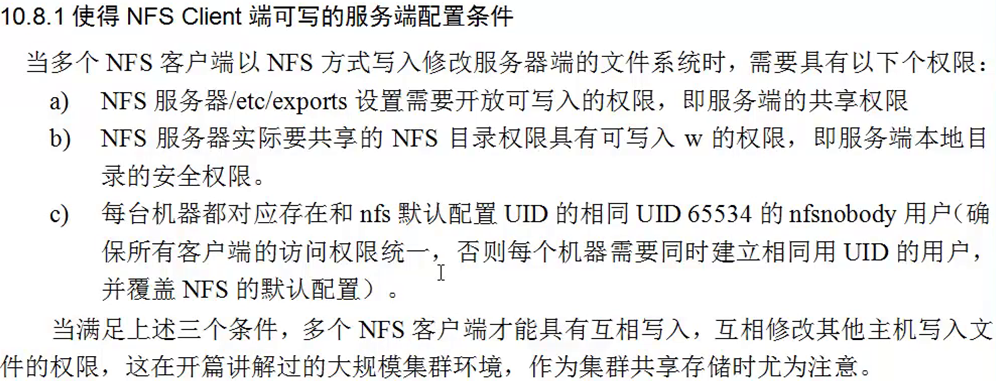 10.8.1 使得 NFS Client 端可写的服务端配置条件
当多个 NFS 客户端以 NFS 方式写入修改服务器端的文件系统时，需要具有以下个权限：
a) NFS 服务器/etc/exports 设置需要开放可写入的权限，即服务端的共享权限
b) NFS 服务器实际要共享的 NFS 目录权限具有可写入 w 的权限，即服务端本地目
录的安全权限。
c) 每台机器都对应存在和 nfs 默认配置 UID 的相同 UID 65534 的 nfsnobody 用户（确
保所有客户端的访问权限统一，否则每个机器需要同时建立相同用 UID 的用户，
并覆盖 NFS 的默认配置）。
当满足上述三个条件，多个 NFS 客户端才能具有互相写入，互相修改其他主机写入文
件的权限，这在开篇讲解过的大规模集群环境，作为集群共享存储时尤为注意。